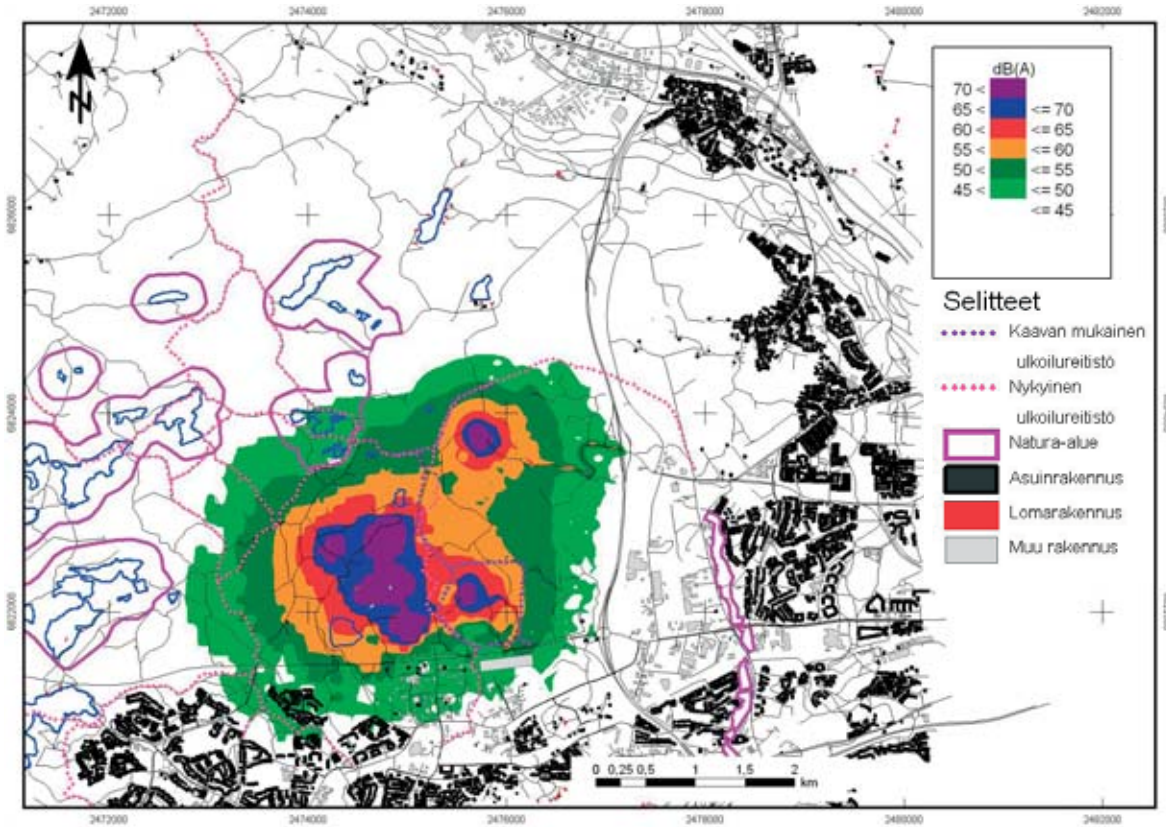 2472000 2474000 2476000 2478000 2480000 2482000
N
dB(A)
70 <
65 < <= 70
60 < <= 65
55 < <= 60
50 < <= 55
45 < <= 50
<= 45
6826000
6824000
6822000
Selitteet
Kaavan mukainen
ulkoilureitistö
Nykyinen
ulkoilureitistö
Natura-alue
Asuinrakennus
Lomarakennus
Muu rakennus
0 0,25 0,5 1 1,5 2
km
2472000 2474000 2476000 2478000 2480000 2482000